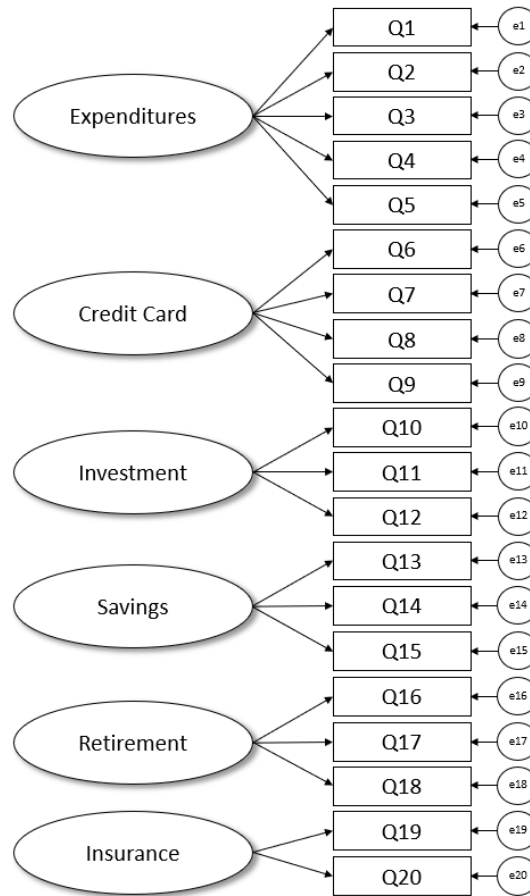 Q1 e1
Q2 e2
Expenditures Q3 e3
Q4 e4
Q5 e5
Q6 e6
Credit Card Q7 e7
Q8 e8
Q9 e9
Q10 e10
Investment Q11 e11
Q12 e12
Q13 e13
Savings Q14 e14
Q15 e15
Q16 e16
Retirement Q17 e17
Q18 e18
Q19 e19
Insurance
Q20 e20